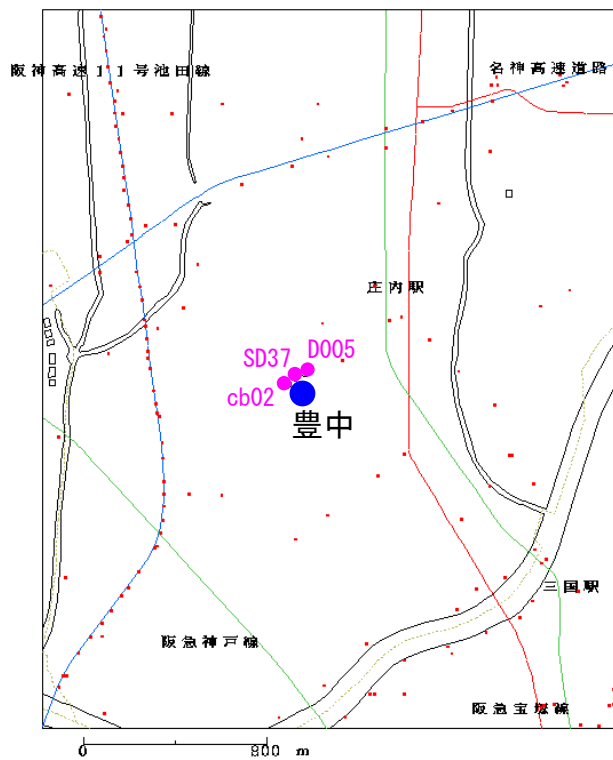 阪神高速11号池田線
名神高速道路
庄内駅
SD37
D005
cb02
豊中
三国駅
阪急神戸線
阪急宝塚線
0
800 m